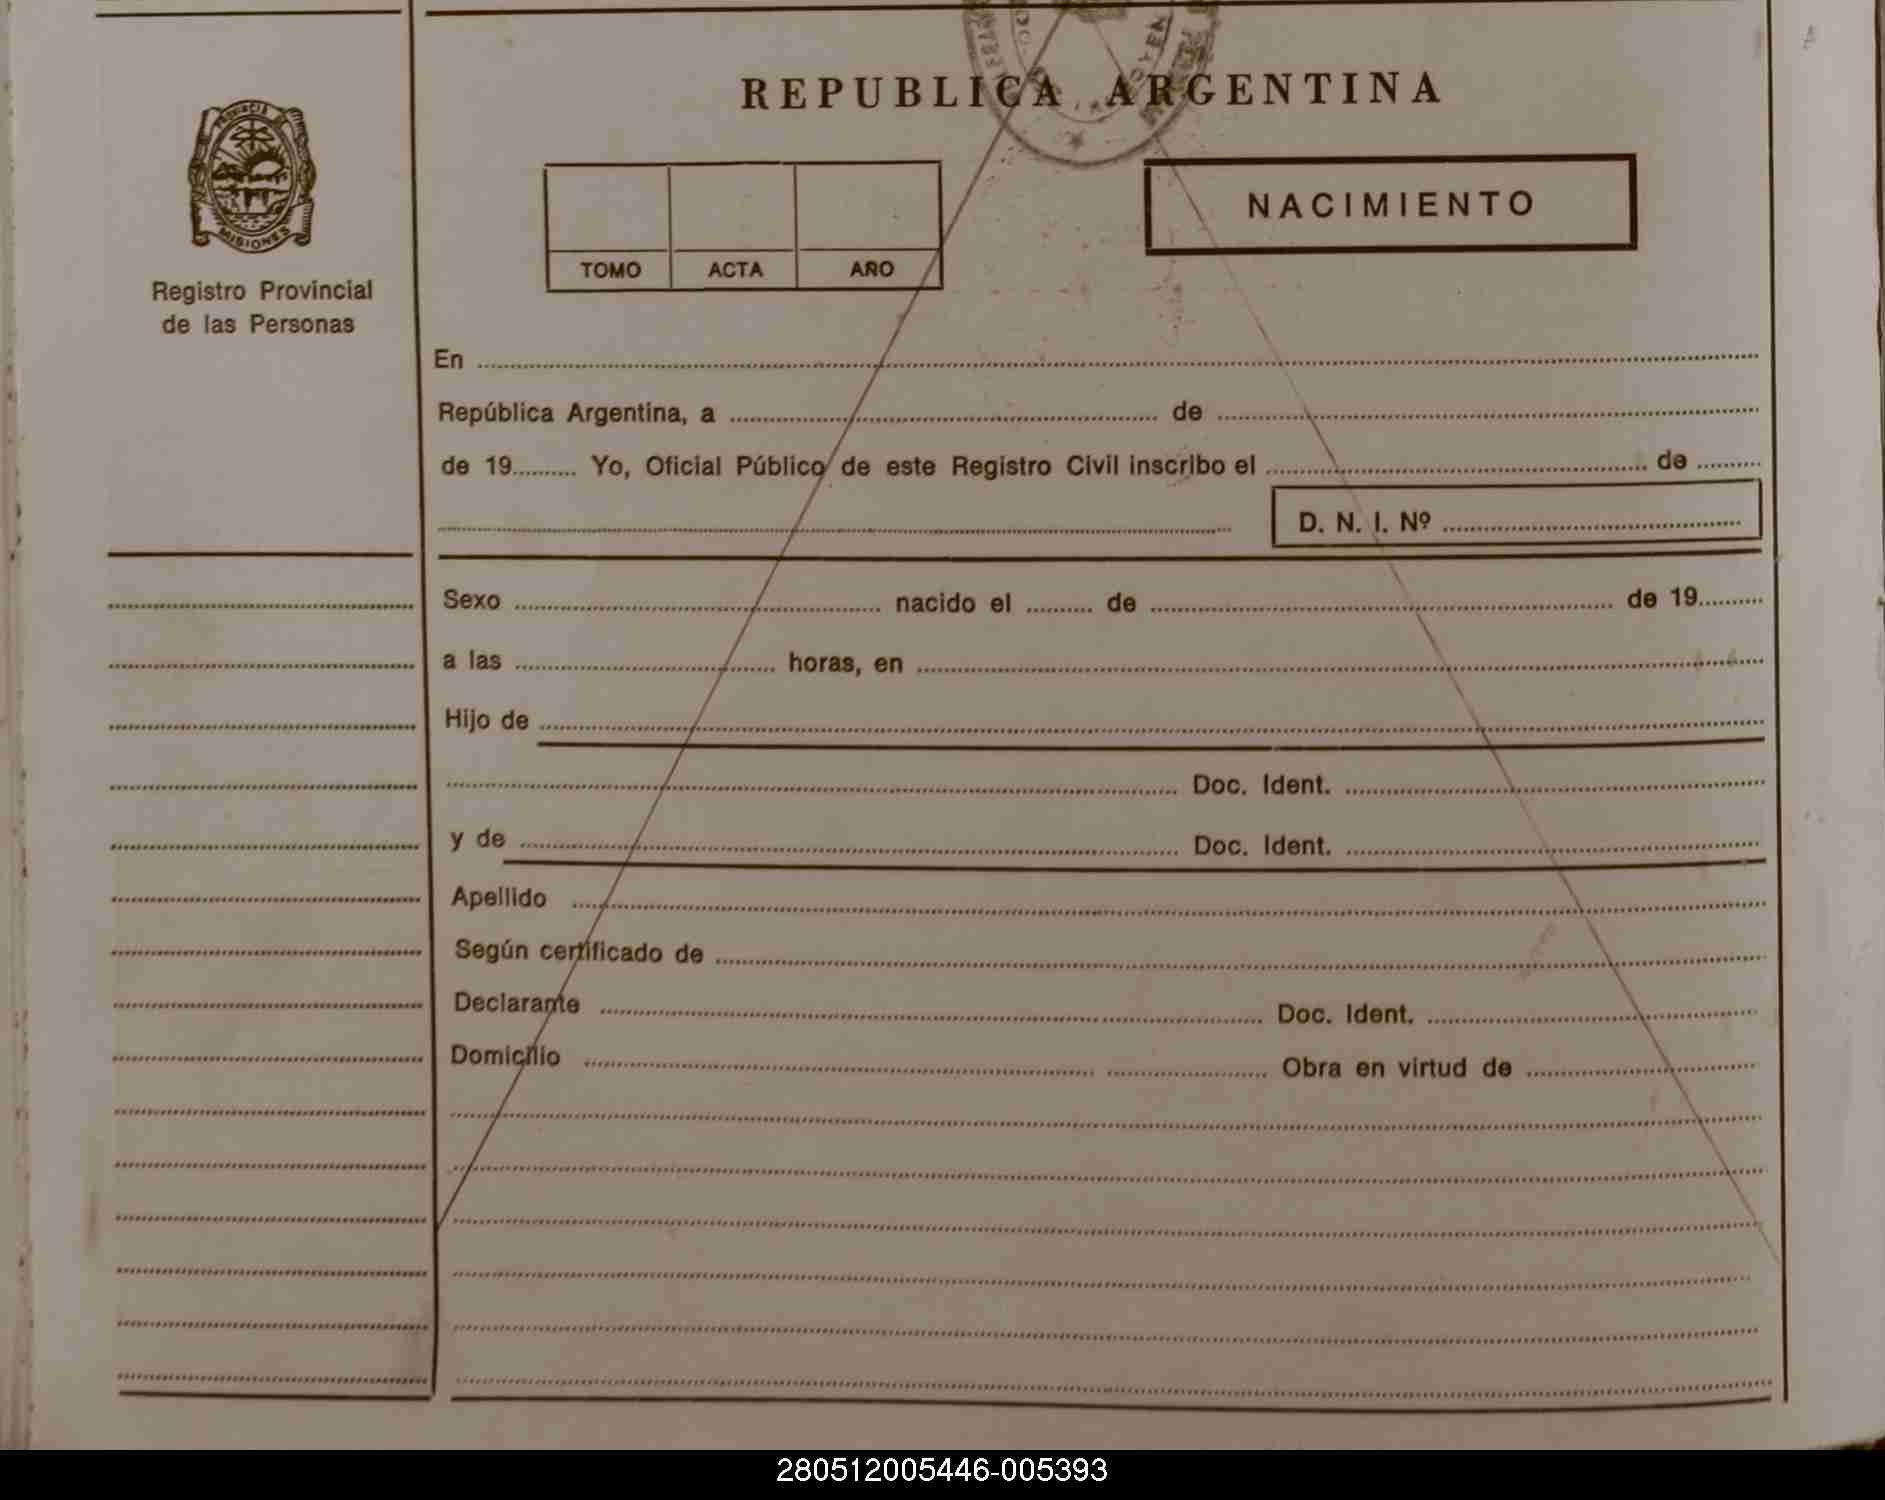 REPUBLICA ARGENTINA
PROVINCIA DE
MISIONES
Registro Provincial
de las Personas
TOMO ACTA AÑO
NACIMIENTO
En
República Argentina, a de
de 19 Yo, Oficial Público de este Registro Civil inscribo el de
D. N. I. Nº
Sexo nacido el de de 19
a las horas, en
Hijo de
Doc. Ident.
y de Doc. Ident.
Apellido
Según certificado de
Declarante Doc. Ident.
Domicilio Obra en virtud de
280512005446-005393